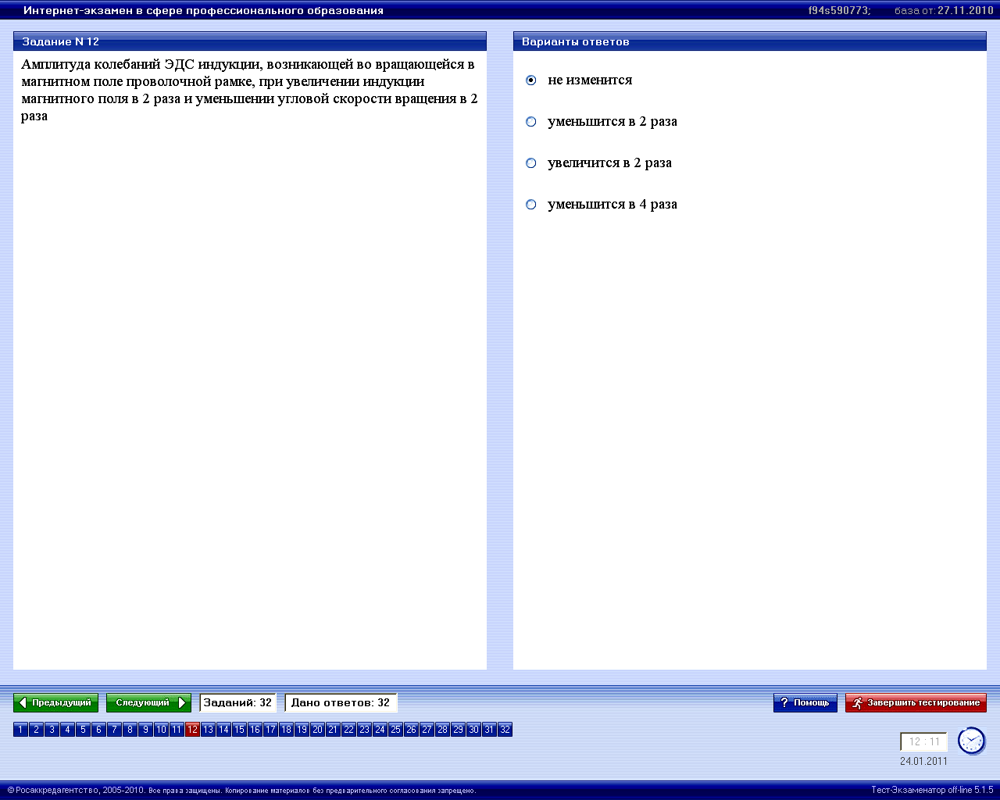 Интернет-экзамен в сфере профессионального образования
f94s590773; база от: 27.11.2010
Задание N 12
Амплитуда колебаний ЭДС индукции, возникающей во вращающейся в
магнитном поле проволочной рамке, при увеличении индукции
магнитного поля в 2 раза и уменьшении угловой скорости вращения в 2
раза
Варианты ответов
не изменится
уменьшится в 2 раза
увеличится в 2 раза
уменьшится в 4 раза
Предыдущий Следующий Заданий: 32 Дано ответов: 32 Помощь Завершить тестирование
1 2 3 4 5 6 7 8 9 10 11 12 13 14 15 16 17 18 19 20 21 22 23 24 25 26 27 28 29 30 31 32
12 : 11
24.01.2011
© Росаккредагентство, 2005-2010. Все права защищены. Копирование материалов без предварительного согласования запрещено. Тест-Экзаменатор off-line 5.1.5